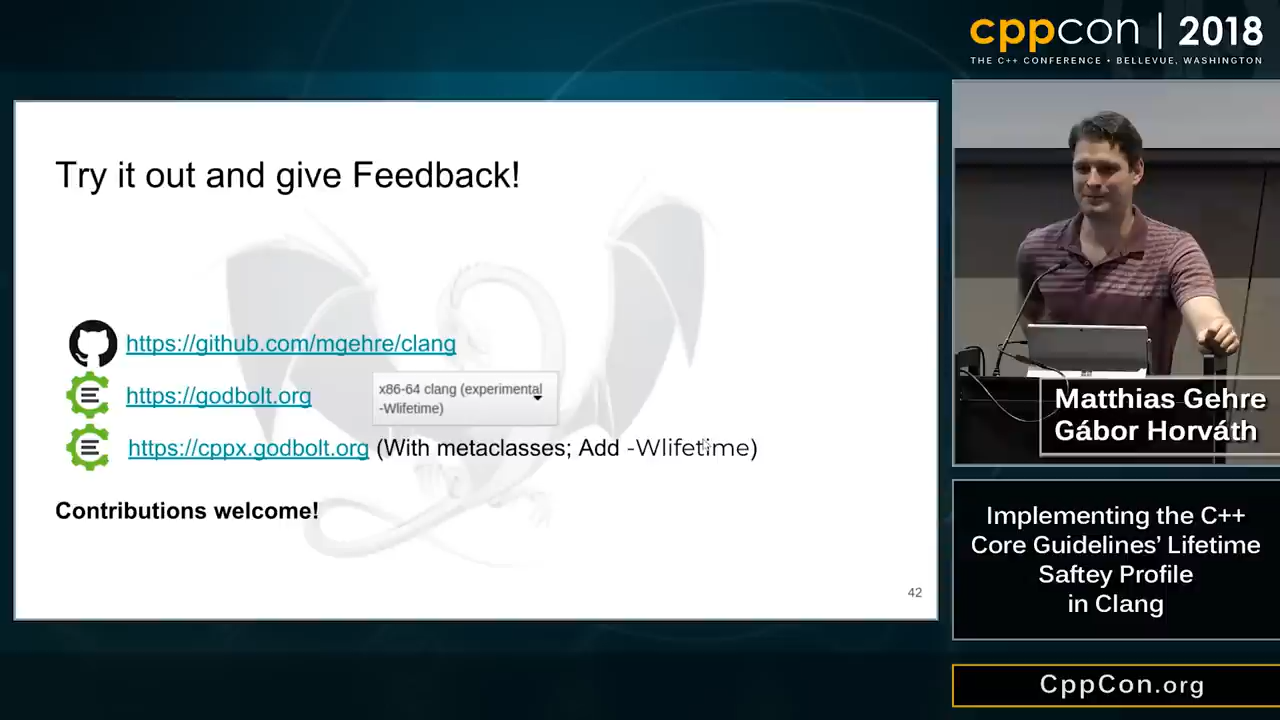 cppcon | 2018
THE C++ CONFERENCE • BELLEVUE, WASHINGTON
Try it out and give Feedback!
https://github.com/mgehre/clang
https://godbolt.org
x86-64 clang (experimental
-Wlifetime)
https://cppx.godbolt.org (With metaclasses; Add -Wlifetime)
Contributions welcome!
42
Matthias Gehre
Gábor Horváth
Implementing the C++
Core Guidelines’ Lifetime
Saftey Profile
in Clang
CppCon.org